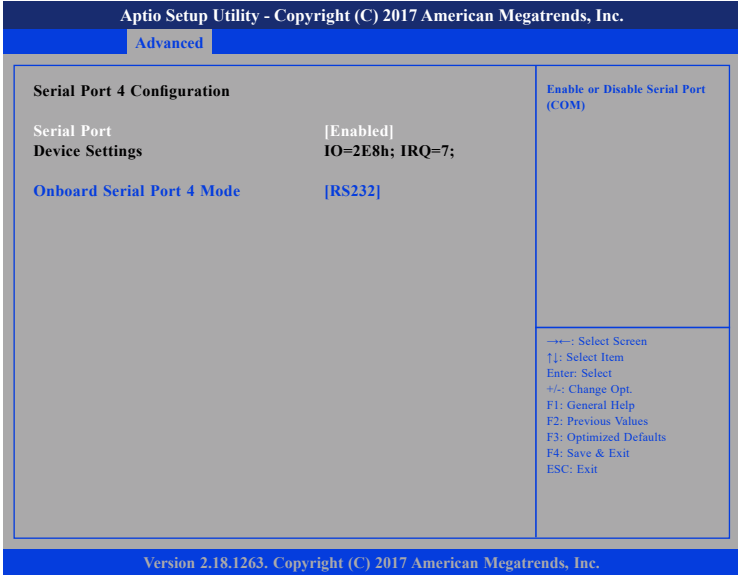 Aptio Setup Utility - Copyright (C) 2017 American Megatrends, Inc.
Advanced
Serial Port 4 Configuration
Serial Port [Enabled]
Device Settings IO=2E8h; IRQ=7;
Onboard Serial Port 4 Mode [RS232]
Enable or Disable Serial Port
(COM)
→←: Select Screen
↑↓: Select Item
Enter: Select
+/-: Change Opt.
F1: General Help
F2: Previous Values
F3: Optimized Defaults
F4: Save & Exit
ESC: Exit
Version 2.18.1263. Copyright (C) 2017 American Megatrends, Inc.